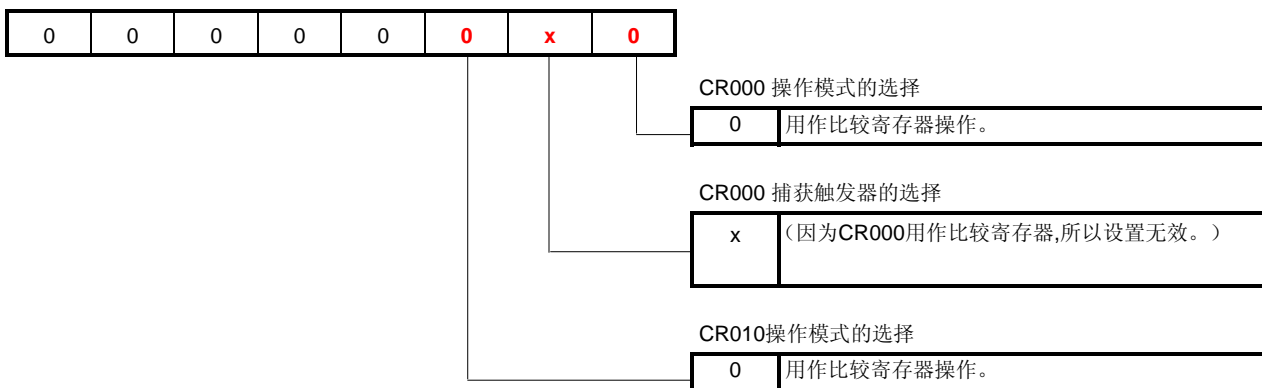 0 0 0 0 0 0 x 0
CR000 操作模式的选择
0 用作比较寄存器操作。
CR000 捕获触发器的选择
x （因为CR000用作比较寄存器,所以设置无效。）
CR010操作模式的选择
0 用作比较寄存器操作。